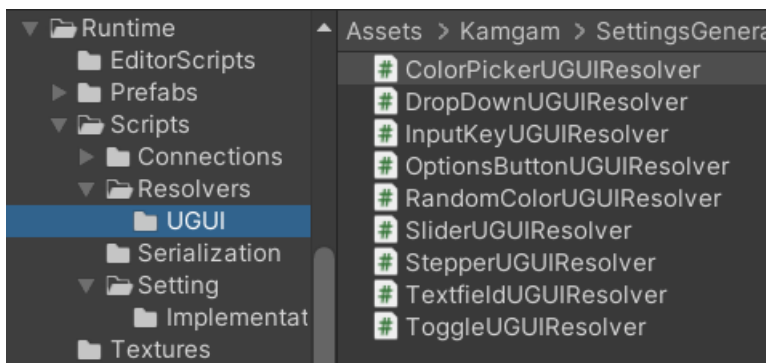 Runtime
EditorScripts
Prefabs
Scripts
Connections
Resolvers
UGUI
Serialization
Setting
Implementat
Textures
Assets > Kamgam > SettingsGenera
# ColorPickerUGUIResolver
# DropDownUGUIResolver
# InputKeyUGUIResolver
# OptionsButtonUGUIResolver
# RandomColorUGUIResolver
# SliderUGUIResolver
# StepperUGUIResolver
# TextfieldUGUIResolver
# ToggleUGUIResolver